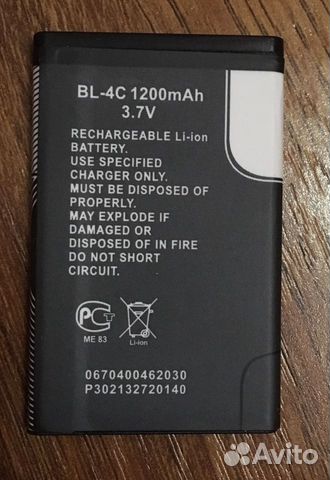 BL-4C 1200mAh
3.7V
RECHARGEABLE Li-ion
BATTERY.
USE SPECIFIED
CHARGER ONLY.
MUST BE DISPOSED OF
PROPERLY.
MAY EXPLODE IF
DAMAGED OR
DISPOSED OF IN FIRE
DO NOT SHORT
CIRCUIT.
РСТ
ME 83
Li-ion
0670400462030
P302132720140
Avito